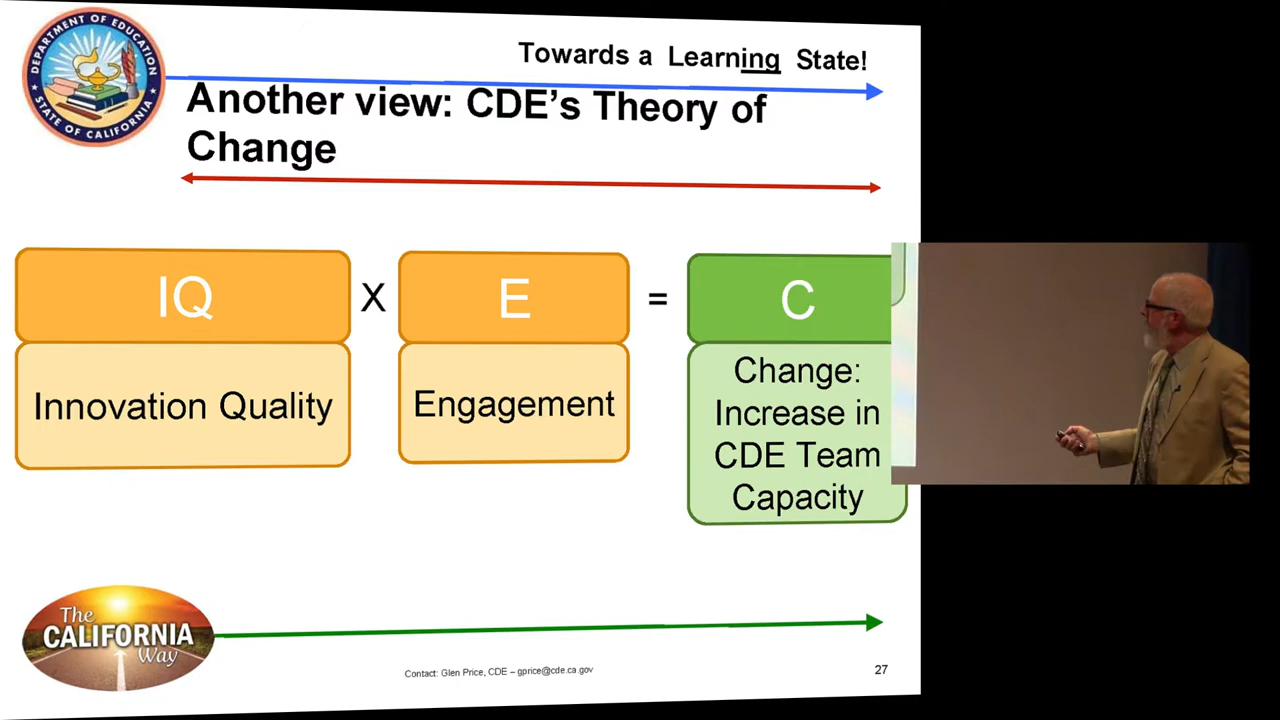 DEPARTMENT OF EDUCATION
STATE OF CALIFORNIA
Towards a Learning State!
Another view: CDE’s Theory of
Change
IQ
X
E
=
C
Innovation Quality
Engagement
Change:
Increase in
CDE Team
Capacity
The
CALIFORNIA
Way
Contact: Glen Price, CDE – gprice@cde.ca.gov
27